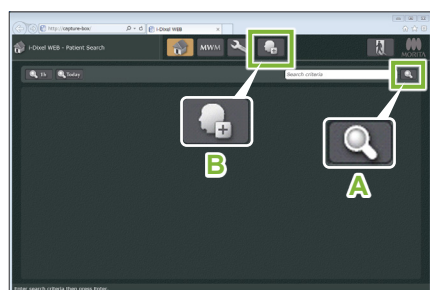 http://capture-box/
i-Dixel WEB
i-Dixel WEB - Patient Search
MWM
MORITA
1h
Today
Search criteria
B
A
Enter search criteria then press Enter.